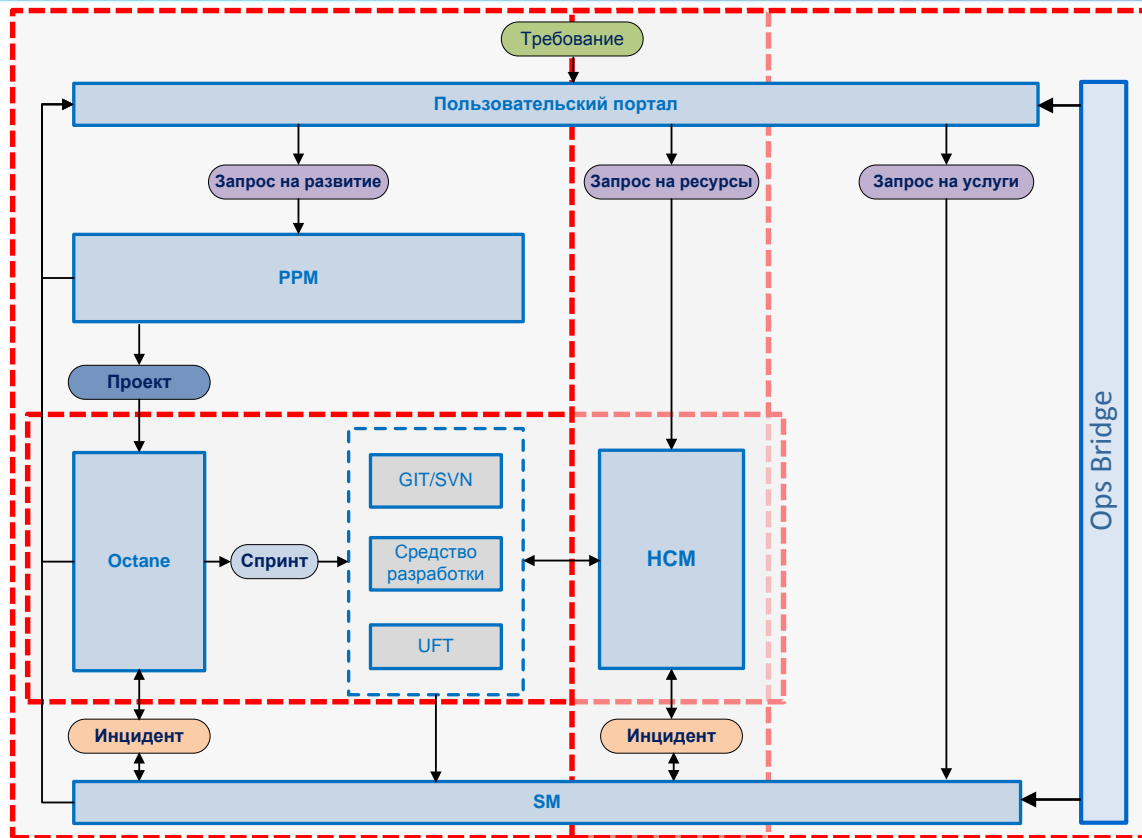 Требование
Пользовательский портал
Запрос на развитие
Запрос на ресурсы
Запрос на услуги
PPM
Проект
GIT/SVN
Octane
Спринт
Средство
разработки
HCM
UFT
Инцидент
Инцидент
SM
Ops Bridge